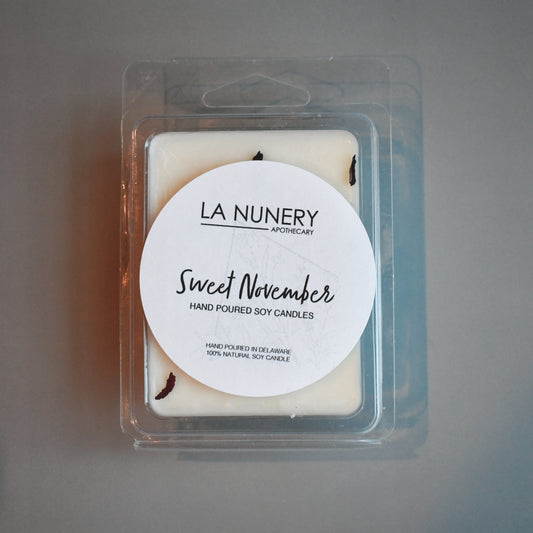 LA NUNERY
APOTHECARY
Sweet November
HAND POURED SOY CANDLES
HAND POURED IN DELAWARE
100% NATURAL SOY CANDLE